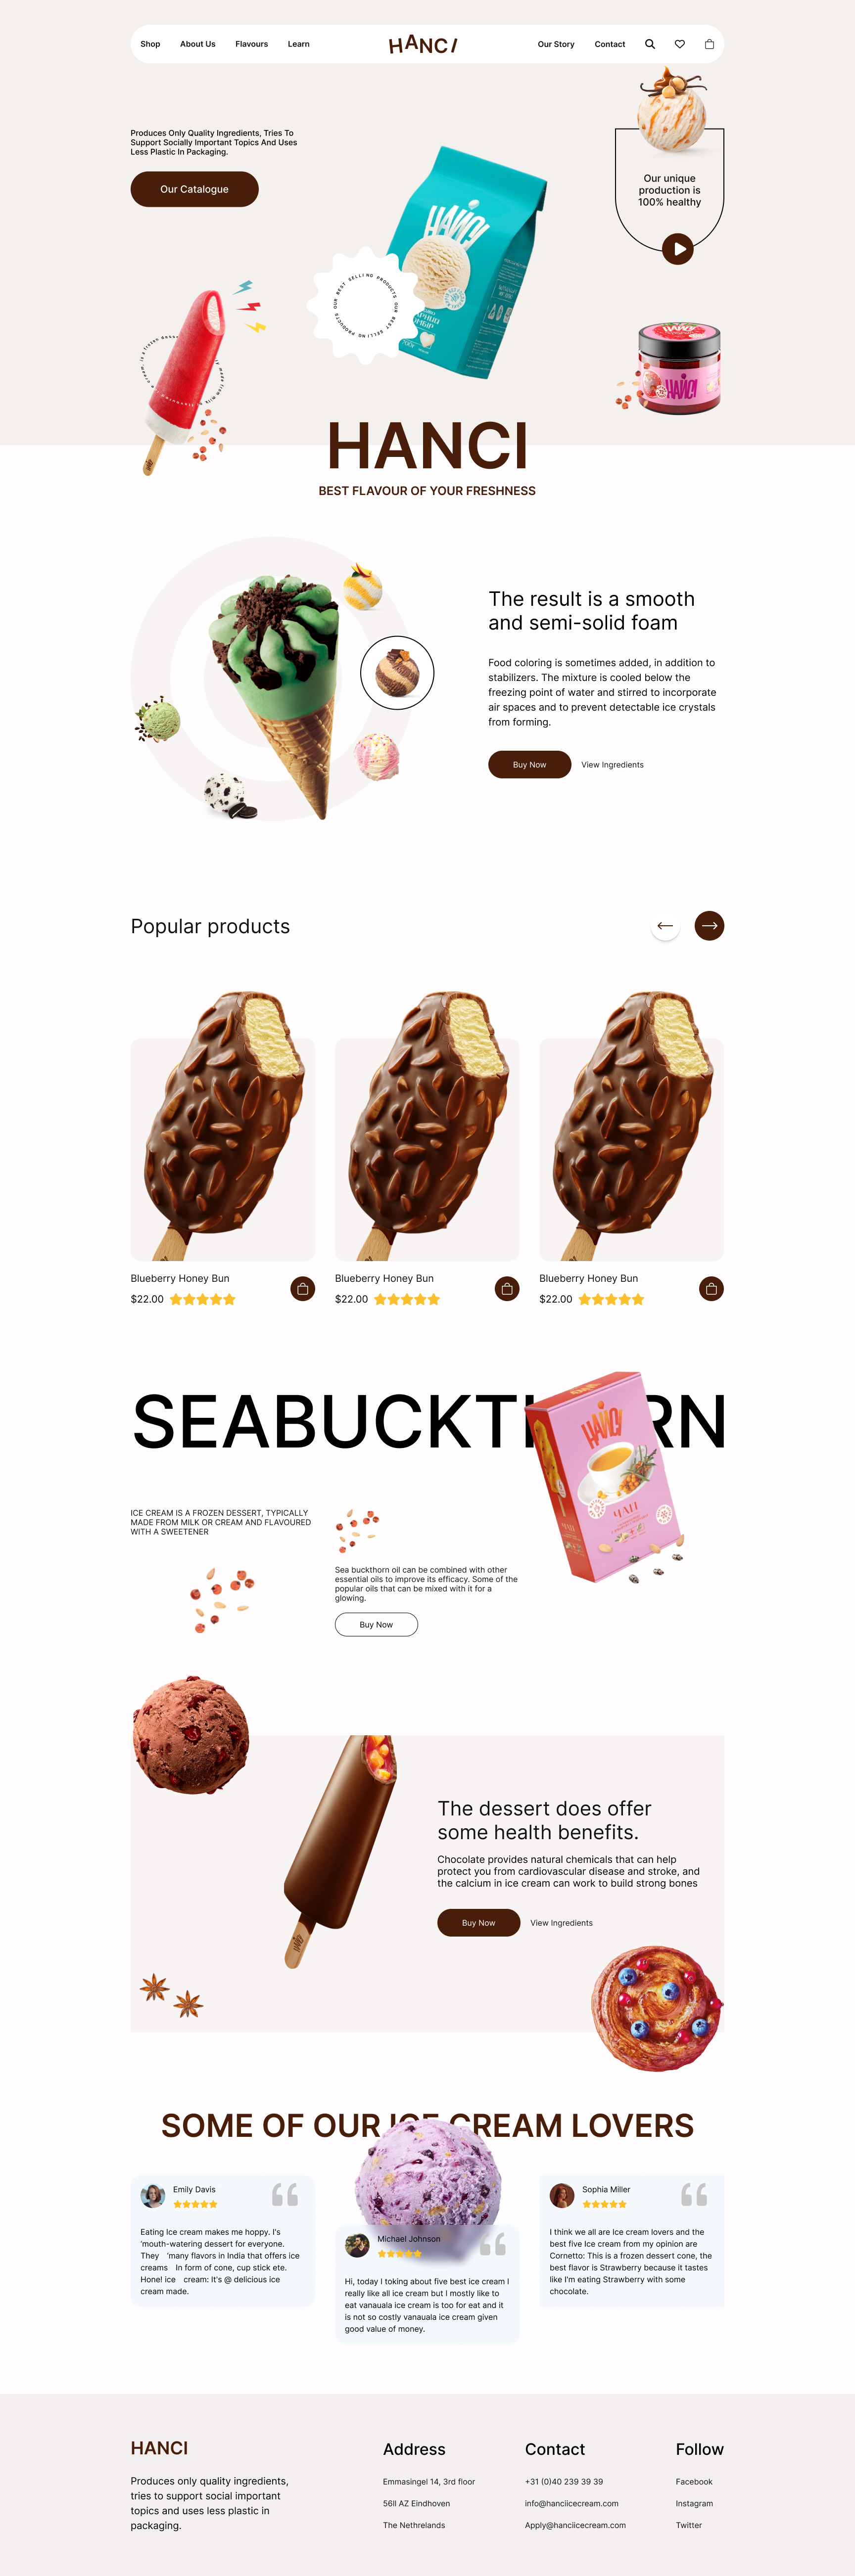 Shop About Us Flavours Learn HANCI Our Story Contact
Produces Only Quality Ingredients, Tries To
Support Socially Important Topics And Uses
Less Plastic In Packaging.
Our Catalogue
Our unique
production is
100% healthy
HANCI
OUR BEST SELLING PRODUCTS OUR BEST SELLING PRODUCTS
HANCI
HANCI
BEST FLAVOUR OF YOUR FRESHNESS
The result is a smooth
and semi-solid foam
Food coloring is sometimes added, in addition to
stabilizers. The mixture is cooled below the
freezing point of water and stirred to incorporate
air spaces and to prevent detectable ice crystals
from forming.
Buy Now View Ingredients
Popular products
Blueberry Honey Bun
$22.00
Blueberry Honey Bun
$22.00
Blueberry Honey Bun
$22.00
SEABUCKTH RN
HANCI
ICE CREAM IS A FROZEN DESSERT, TYPICALLY
MADE FROM MILK OR CREAM AND FLAVOURED
WITH A SWEETENER
Sea buckthorn oil can be combined with other
essential oils to improve its efficacy. Some of the
popular oils that can be mixed with it for a
glowing.
Buy Now
The dessert does offer
some health benefits.
Chocolate provides natural chemicals that can help
protect you from cardiovascular disease and stroke, and
the calcium in ice cream can work to build strong bones
Buy Now View Ingredients
SOME OF OUR ICE CREAM LOVERS
Emily Davis
Eating Ice cream makes me hoppy. I's
'mouth-watering dessert for everyone.
They 'many flavors in India that offers ice
creams In form of cone, cup stick ete.
Hone! ice cream: It's @ delicious ice
cream made.
Michael Johnson
Hi, today I toking about five best ice cream I
really like all ice cream but I mostly like to
eat vanauala ice cream is too for eat and it
is not so costly vanauala ice cream given
good value of money.
Sophia Miller
I think we all are Ice cream lovers and the
best five Ice cream from my opinion are
Cornetto: This is a frozen dessert cone, the
best flavor is Strawberry because it tastes
like I'm eating Strawberry with some
chocolate.
HANCI
Produces only quality ingredients,
tries to support social important
topics and uses less plastic in
packaging.
Address
Emmasingel 14, 3rd floor
56ll AZ Eindhoven
The Nethrelands
Contact
+31 (0)40 239 39 39
info@hanciicecream.com
Apply@hanciicecream.com
Follow
Facebook
Instagram
Twitter